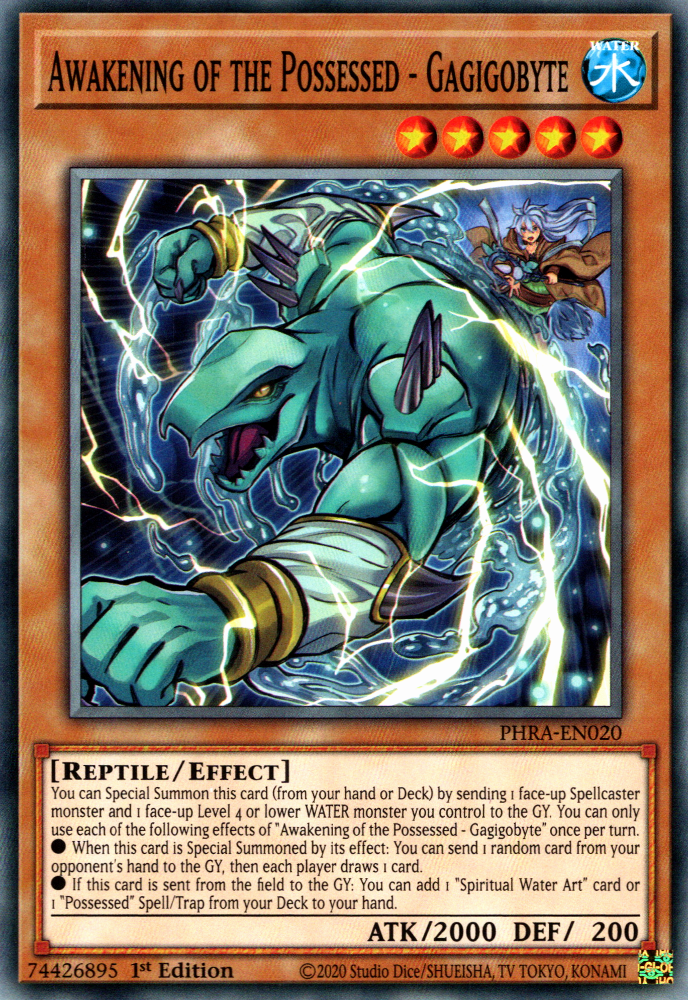 Awakening of the Possessed - Gagigobyte
WATER
水
PHRA-EN020
[Reptile/Effect]
You can Special Summon this card (from your hand or Deck) by sending 1 face-up Spellcaster
monster and 1 face-up Level 4 or lower WATER monster you control to the GY. You can only
use each of the following effects of "Awakening of the Possessed - Gagigobyte" once per turn.
● When this card is Special Summoned by its effect: You can send 1 random card from your
opponent's hand to the GY, then each player draws 1 card.
● If this card is sent from the field to the GY: You can add 1 "Spiritual Water Art" card or
1 "Possessed" Spell/Trap from your Deck to your hand.
ATK/2000 DEF/ 200
74426895 1st Edition ©2020 Studio Dice/SHUEISHA, TV TOKYO, KONAMI